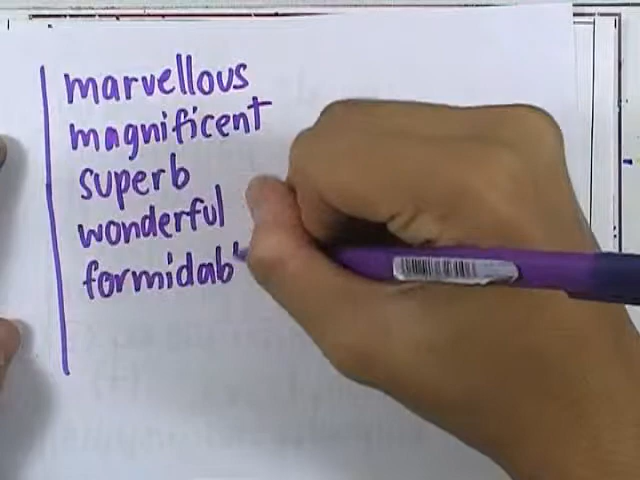 marvellous
magnificent
superb
wonderful
formidab